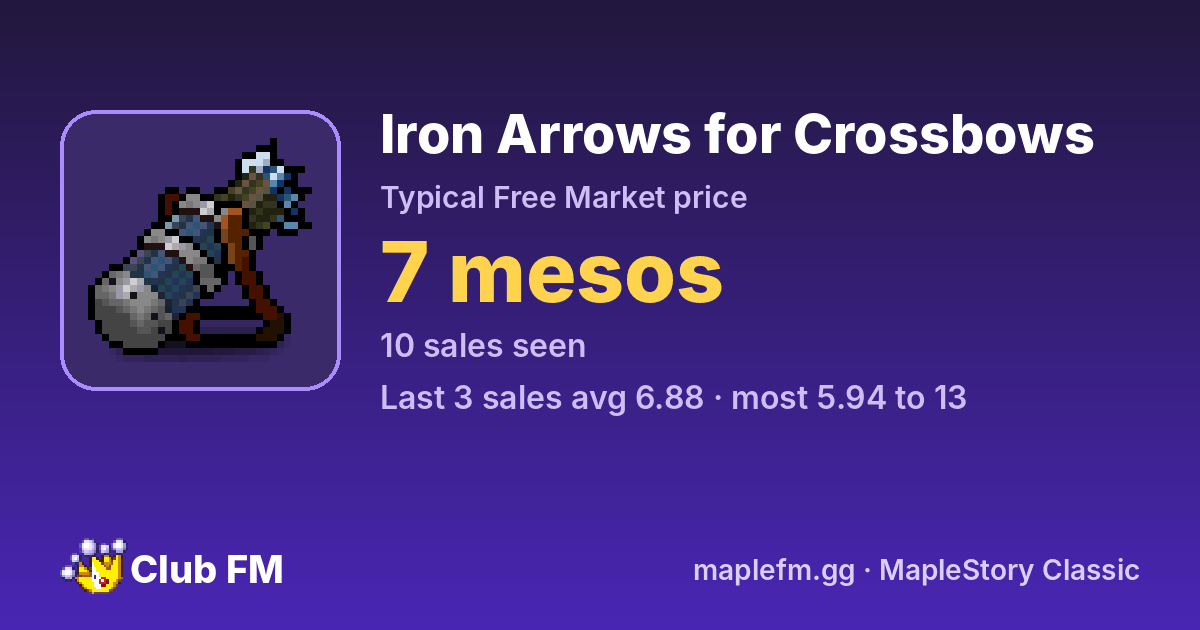 Iron Arrows for Crossbows
Typical Free Market price
7 mesos
10 sales seen
Last 3 sales avg 6.88 · most 5.94 to 13
Club FM
maplefm.gg · MapleStory Classic